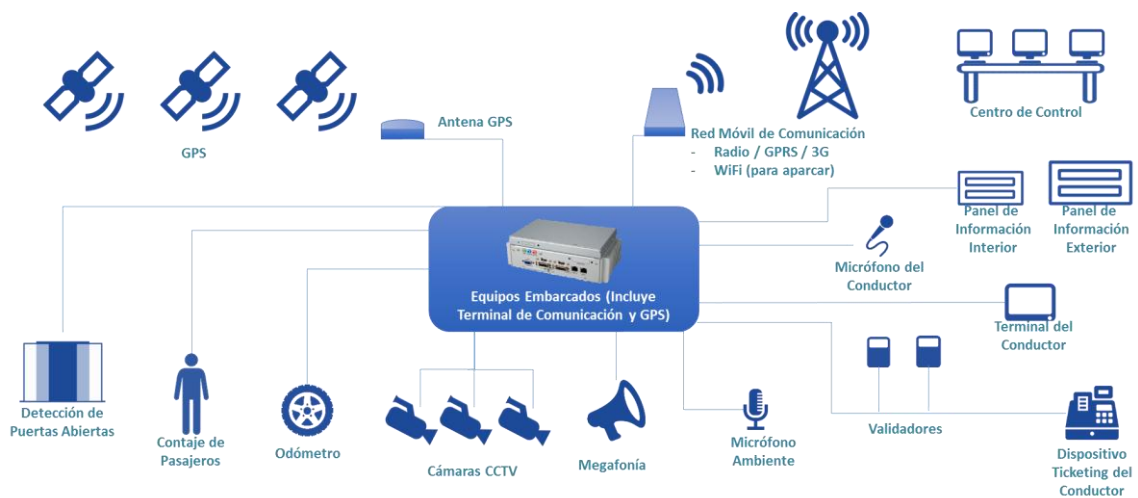 GPS
Antena GPS
Red Móvil de Comunicación
- Radio / GPRS / 3G
- WiFi (para aparcar)
Centro de Control
Panel de
Información
Interior
Panel de
Información
Exterior
Micrófono del
Conductor
Equipos Embarcados (Incluye
Terminal de Comunicación y GPS)
Terminal del
Conductor
Detección de
Puertas Abiertas
Contaje de
Pasajeros
Odómetro
Cámaras CCTV
Megafonía
Micrófono
Ambiente
Validadores
Dispositivo
Ticketing del
Conductor